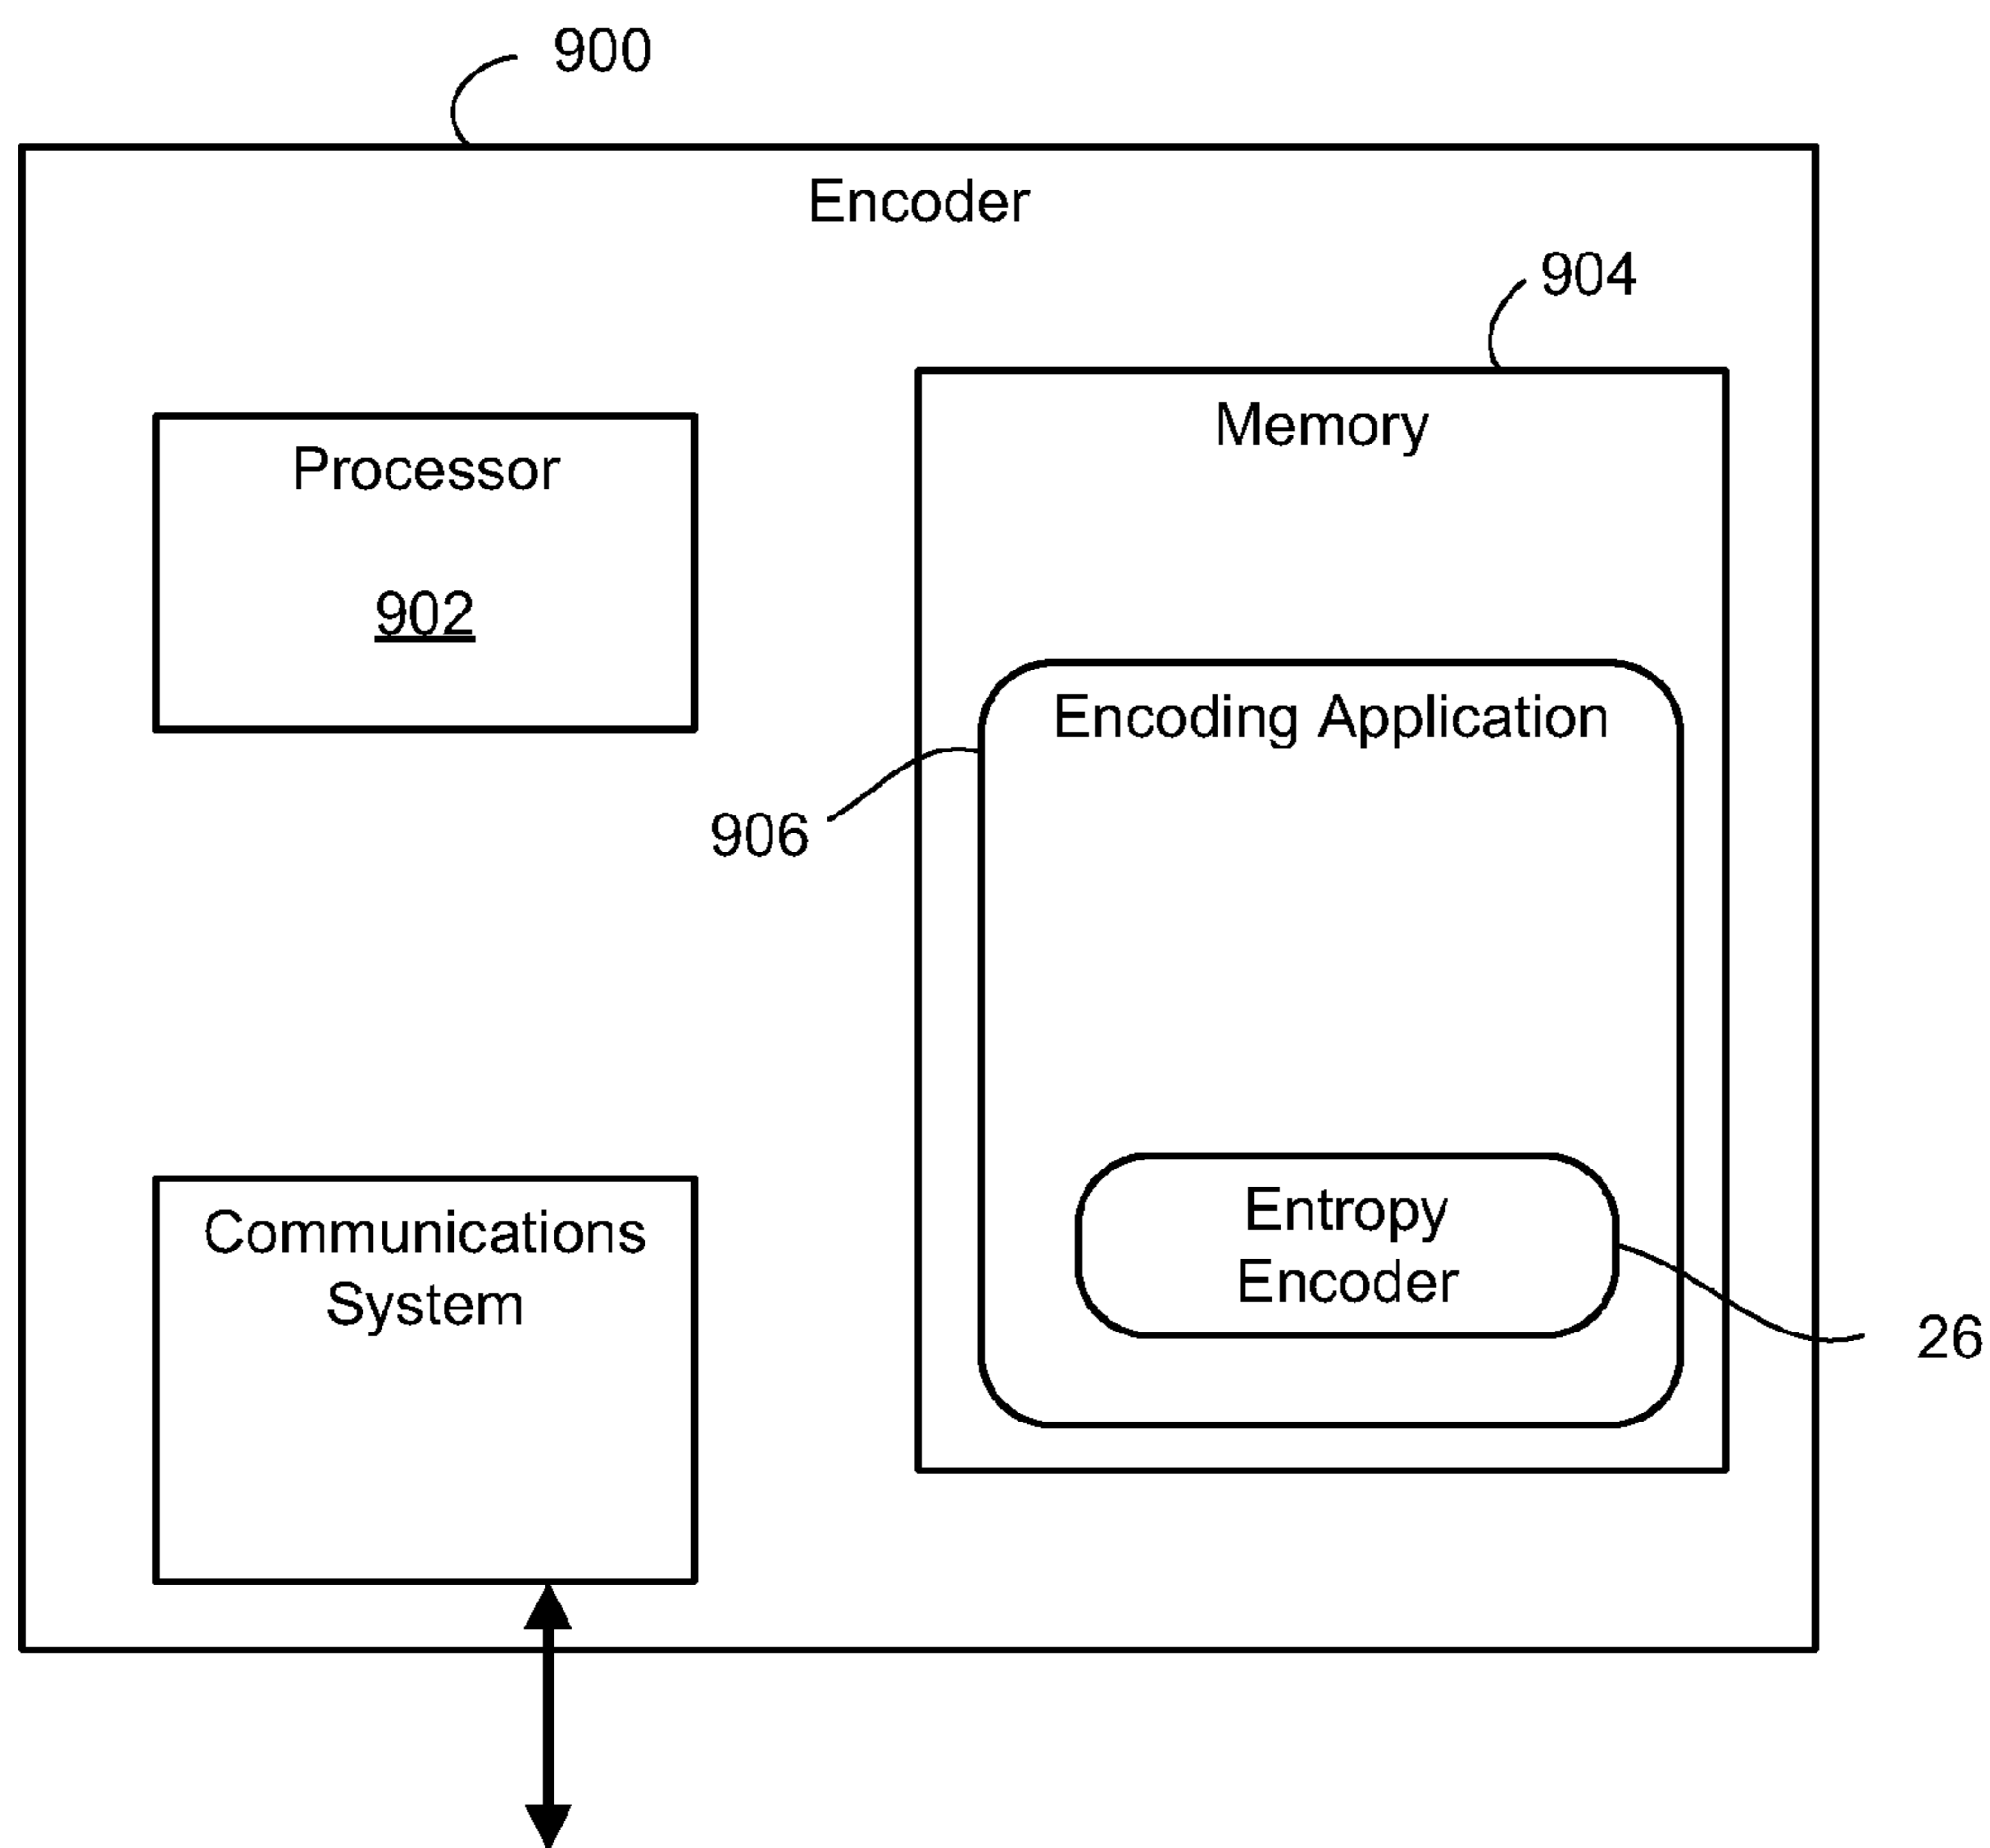 900
Encoder
904
Memory
Processor
902
Encoding Application
906
Entropy
Encoder
Communications
System
26